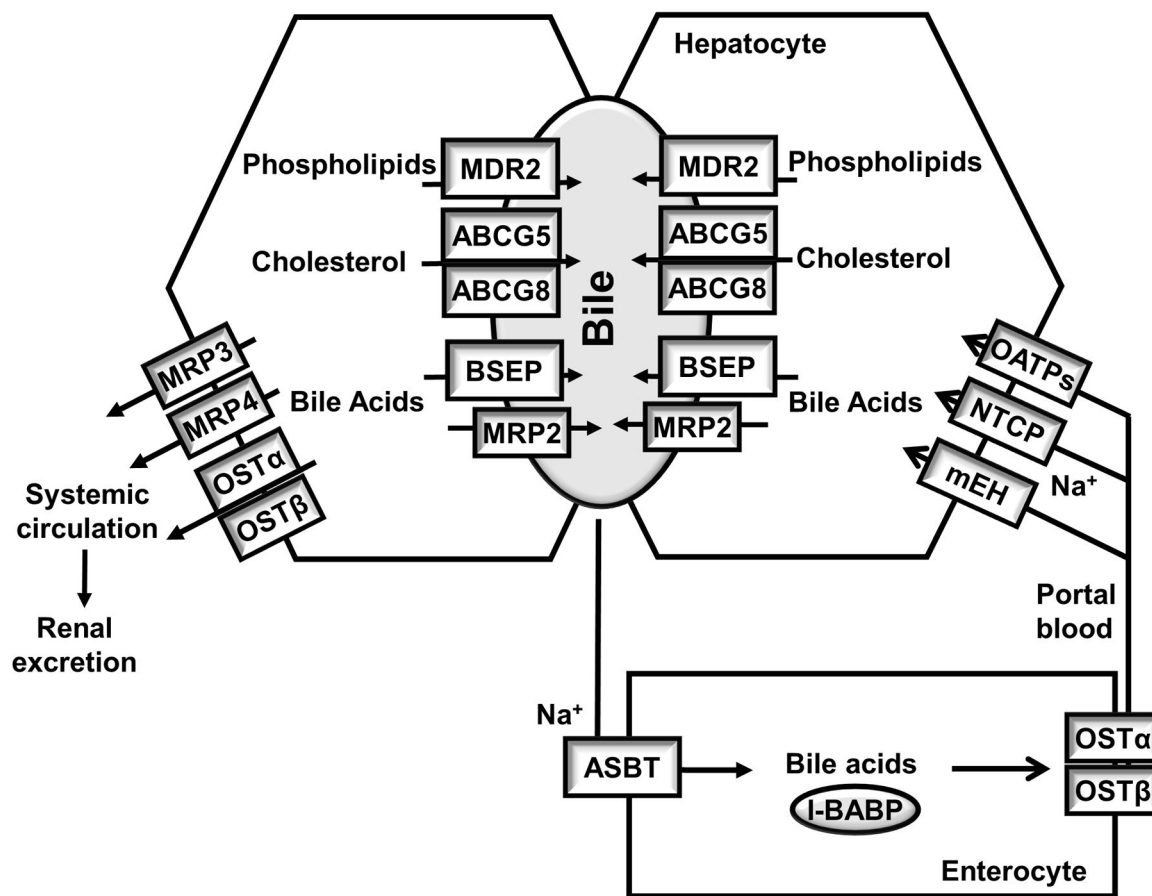 Hepatocyte
Phospholipids
MDR2
MDR2
Phospholipids
ABCG5
ABCG5
Cholesterol
Cholesterol
ABCG8
ABCG8
Bile
MRP3
BSEP
BSEP
OATPs
MRP4
Bile Acids
Bile Acids
NTCP
MRP2
MRP2
OSTα
mEH
Na⁺
OSTβ
Systemic
circulation
Renal
excretion
Portal
blood
Na⁺
ASBT
Bile acids
I-BABP
OSTα
OSTβ
Enterocyte